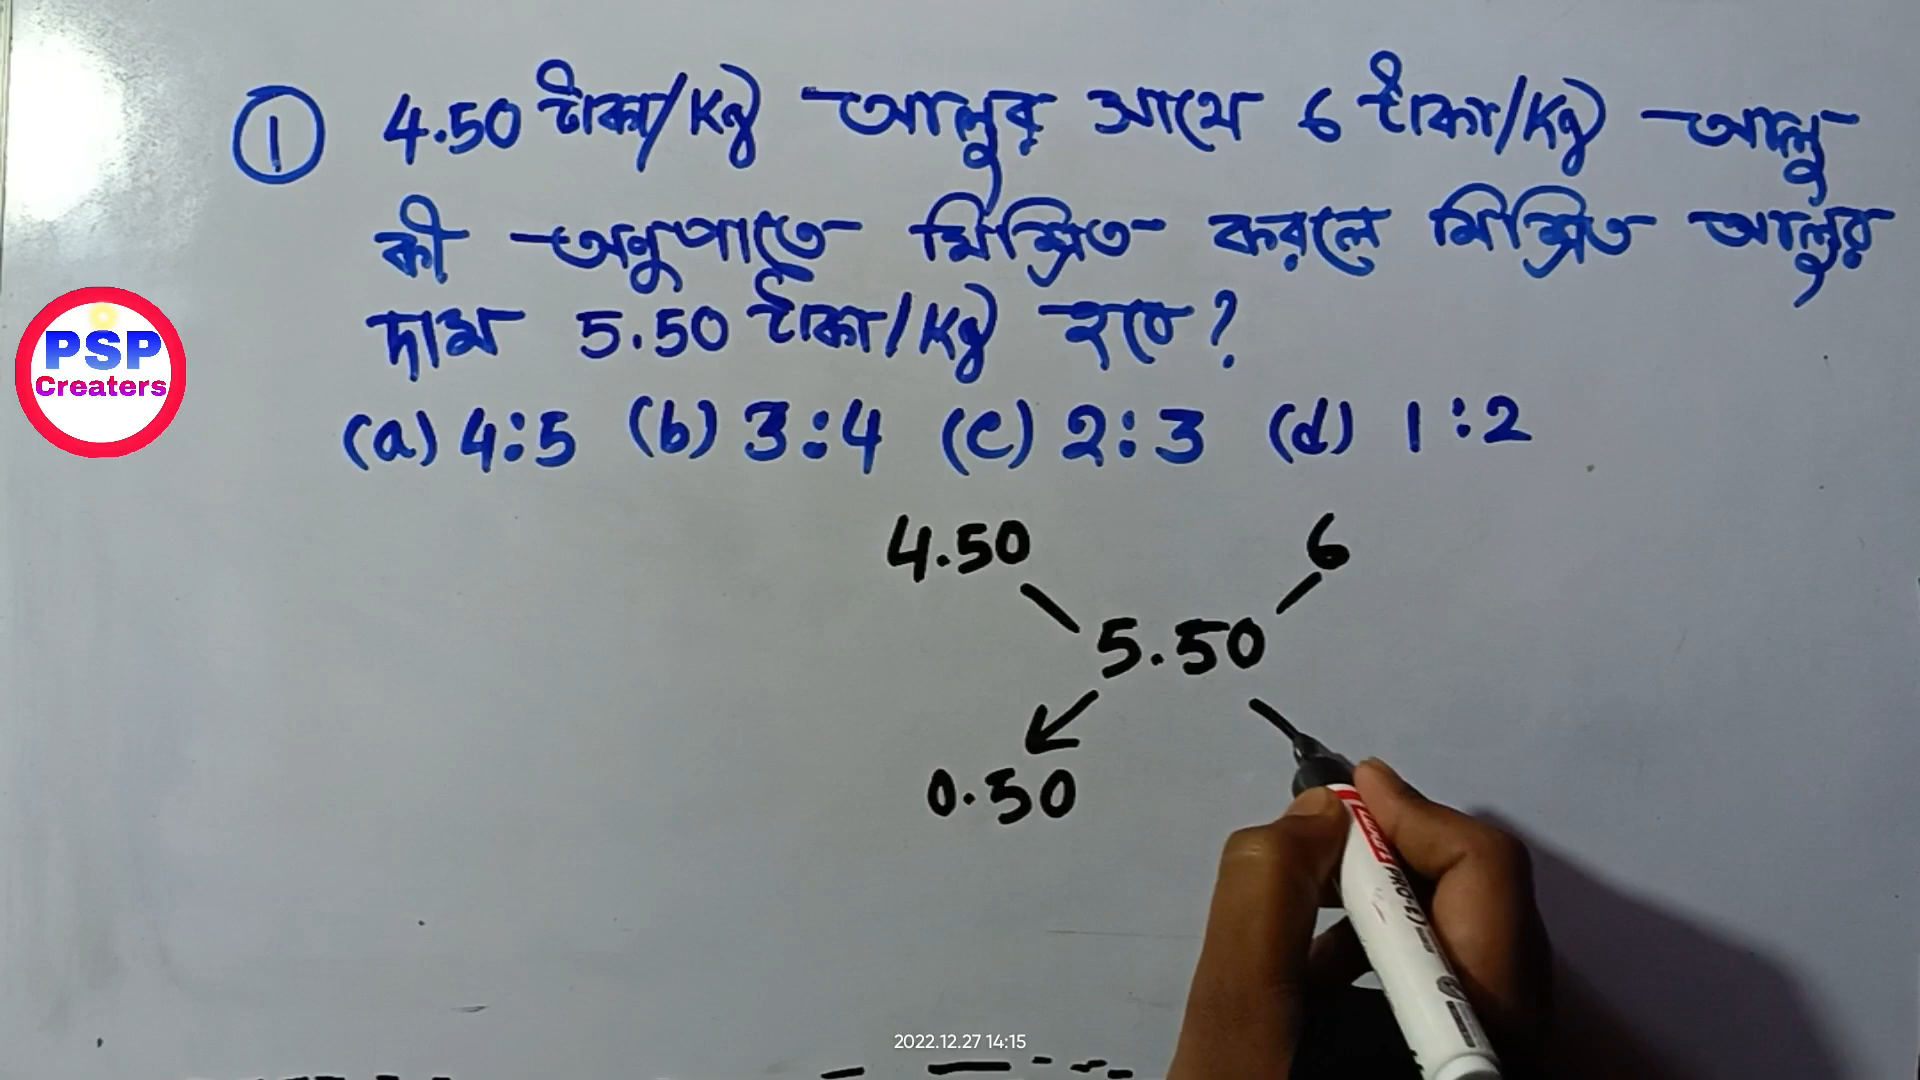 ① 4.50 টাকা/Kg আলুর সাথে 6 টাকা/Kg আলু
কী অনুপাতে মিশ্রিত করলে মিশ্রিত আলুর
দাম 5.50 টাকা/Kg হবে?
(a) 4:5 (b) 3:4 (c) 2:3 (d) 1:2
PSP
Creaters
4.50 6
5.50
0.50
2022.12.27 14:15